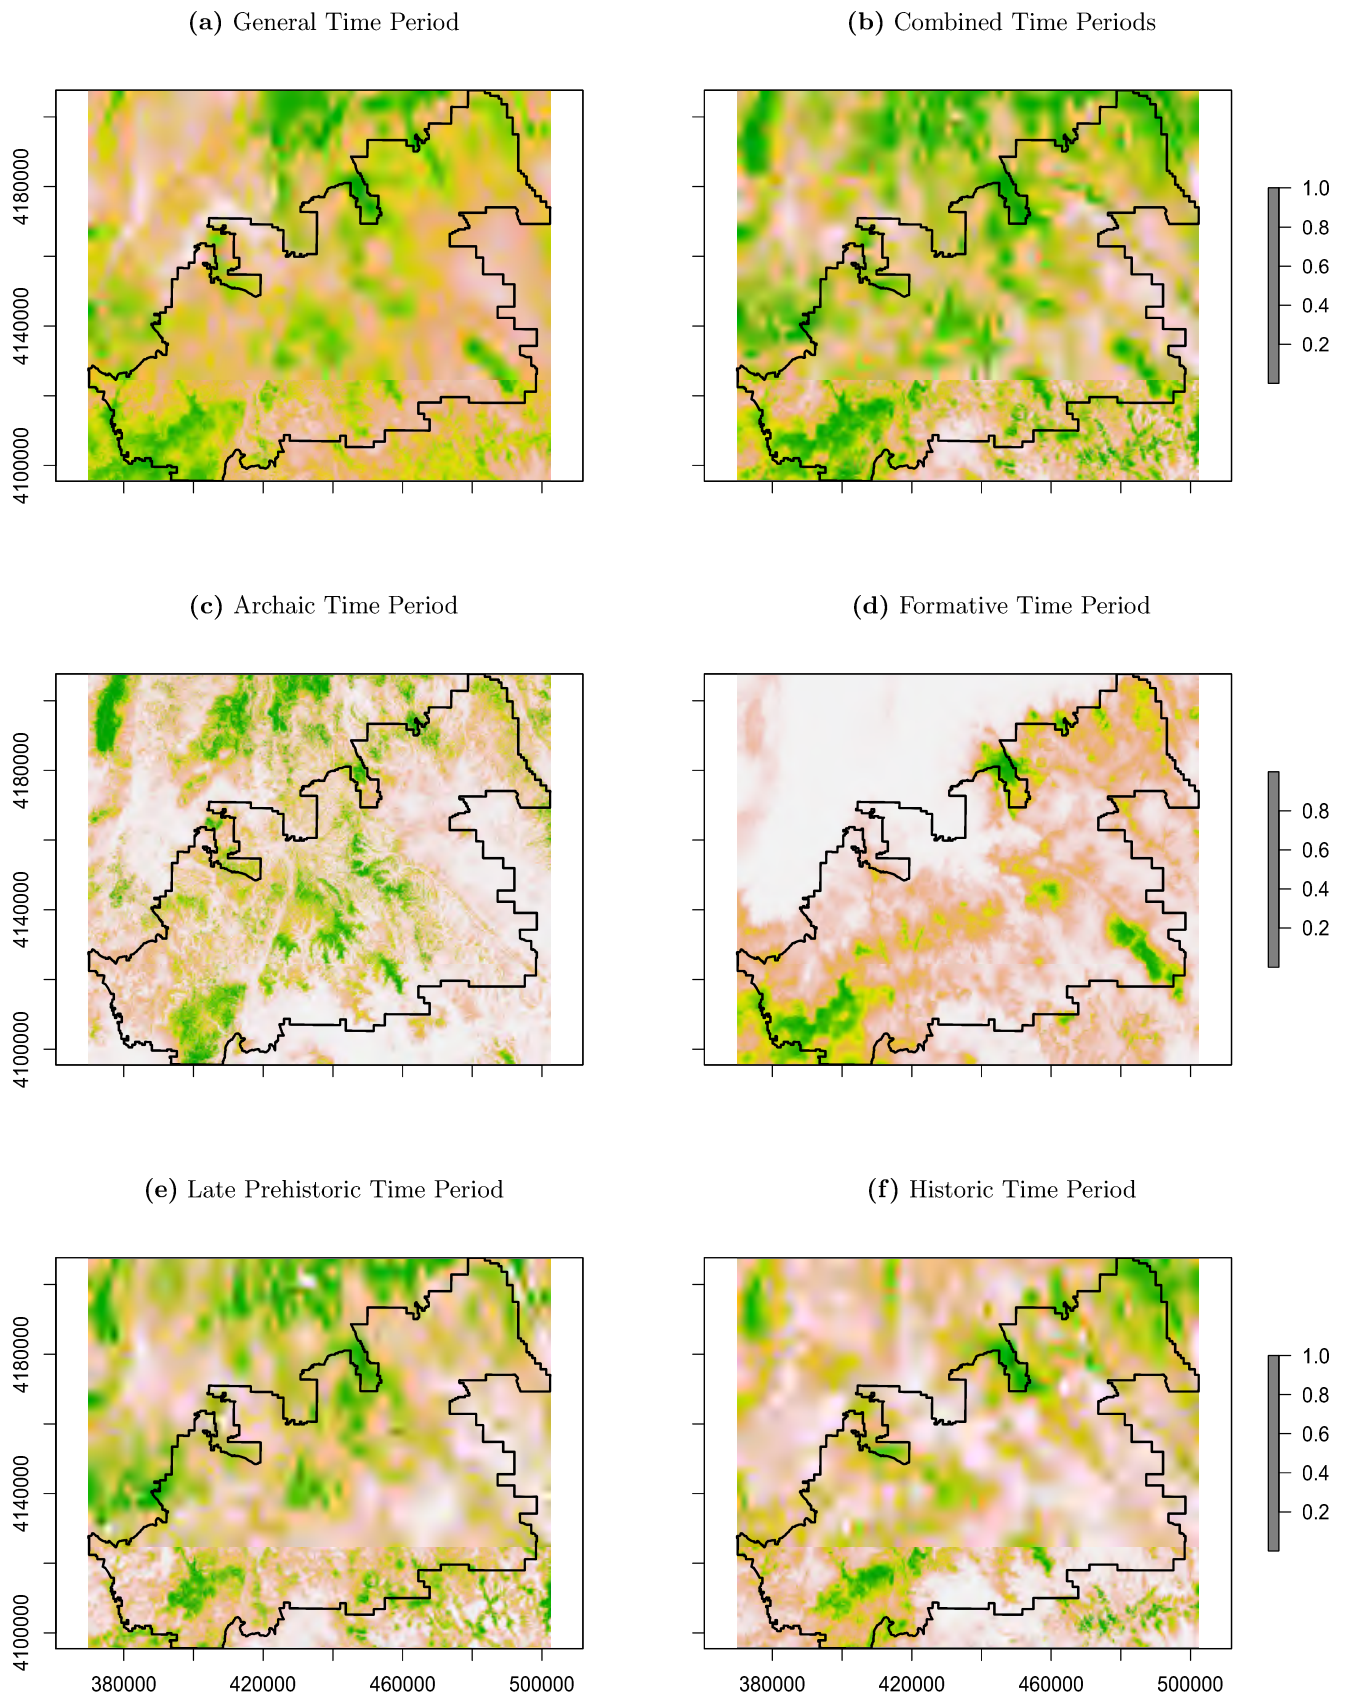 (a) General Time Period
(b) Combined Time Periods
4180000
4140000
4100000
1.0
0.8
0.6
0.4
0.2
(c) Archaic Time Period
(d) Formative Time Period
4180000
4140000
4100000
0.8
0.6
0.4
0.2
(e) Late Prehistoric Time Period
(f) Historic Time Period
4180000
4140000
4100000
1.0
0.8
0.6
0.4
0.2
380000 420000 460000 500000
380000 420000 460000 500000